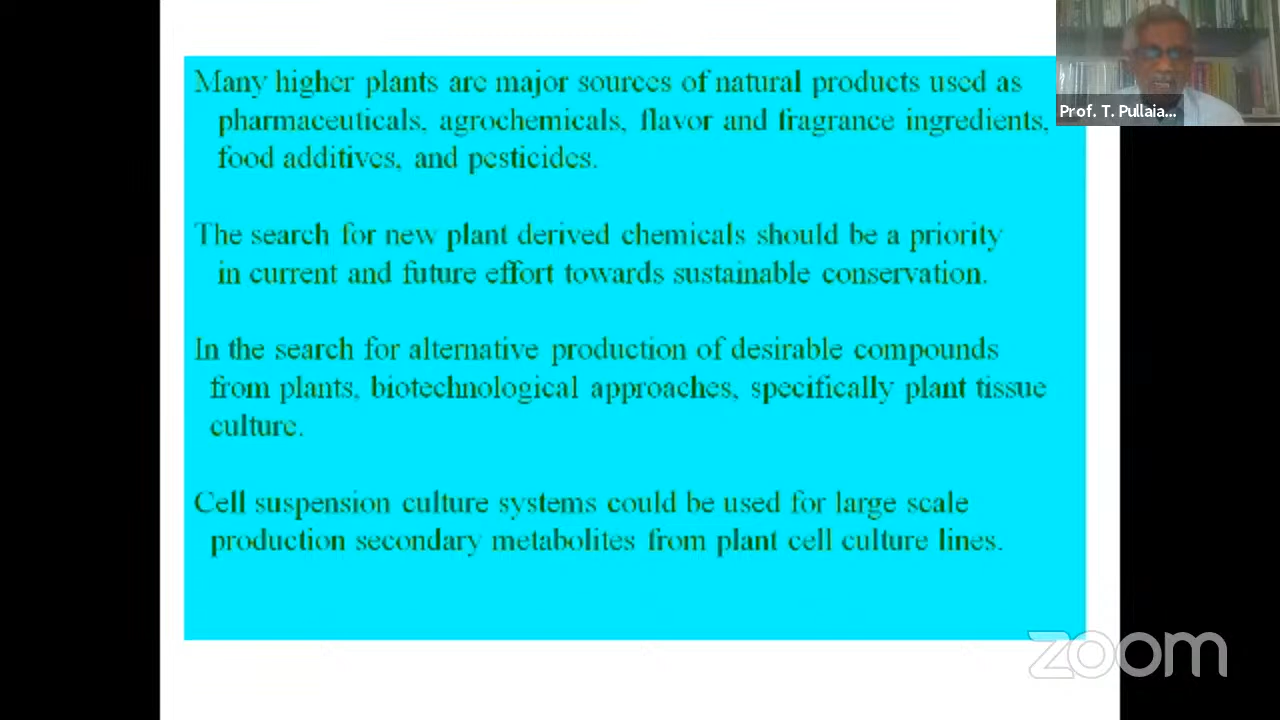 Many higher plants are major sources of natural products used as
pharmaceuticals, agrochemicals, flavor and fragrance ingredients,
food additives, and pesticides.
The search for new plant derived chemicals should be a priority
in current and future effort towards sustainable conservation.
In the search for alternative production of desirable compounds
from plants, biotechnological approaches, specifically plant tissue
culture.
Cell suspension culture systems could be used for large scale
production secondary metabolites from plant cell culture lines.
Prof. T. Pullaia...
zoom